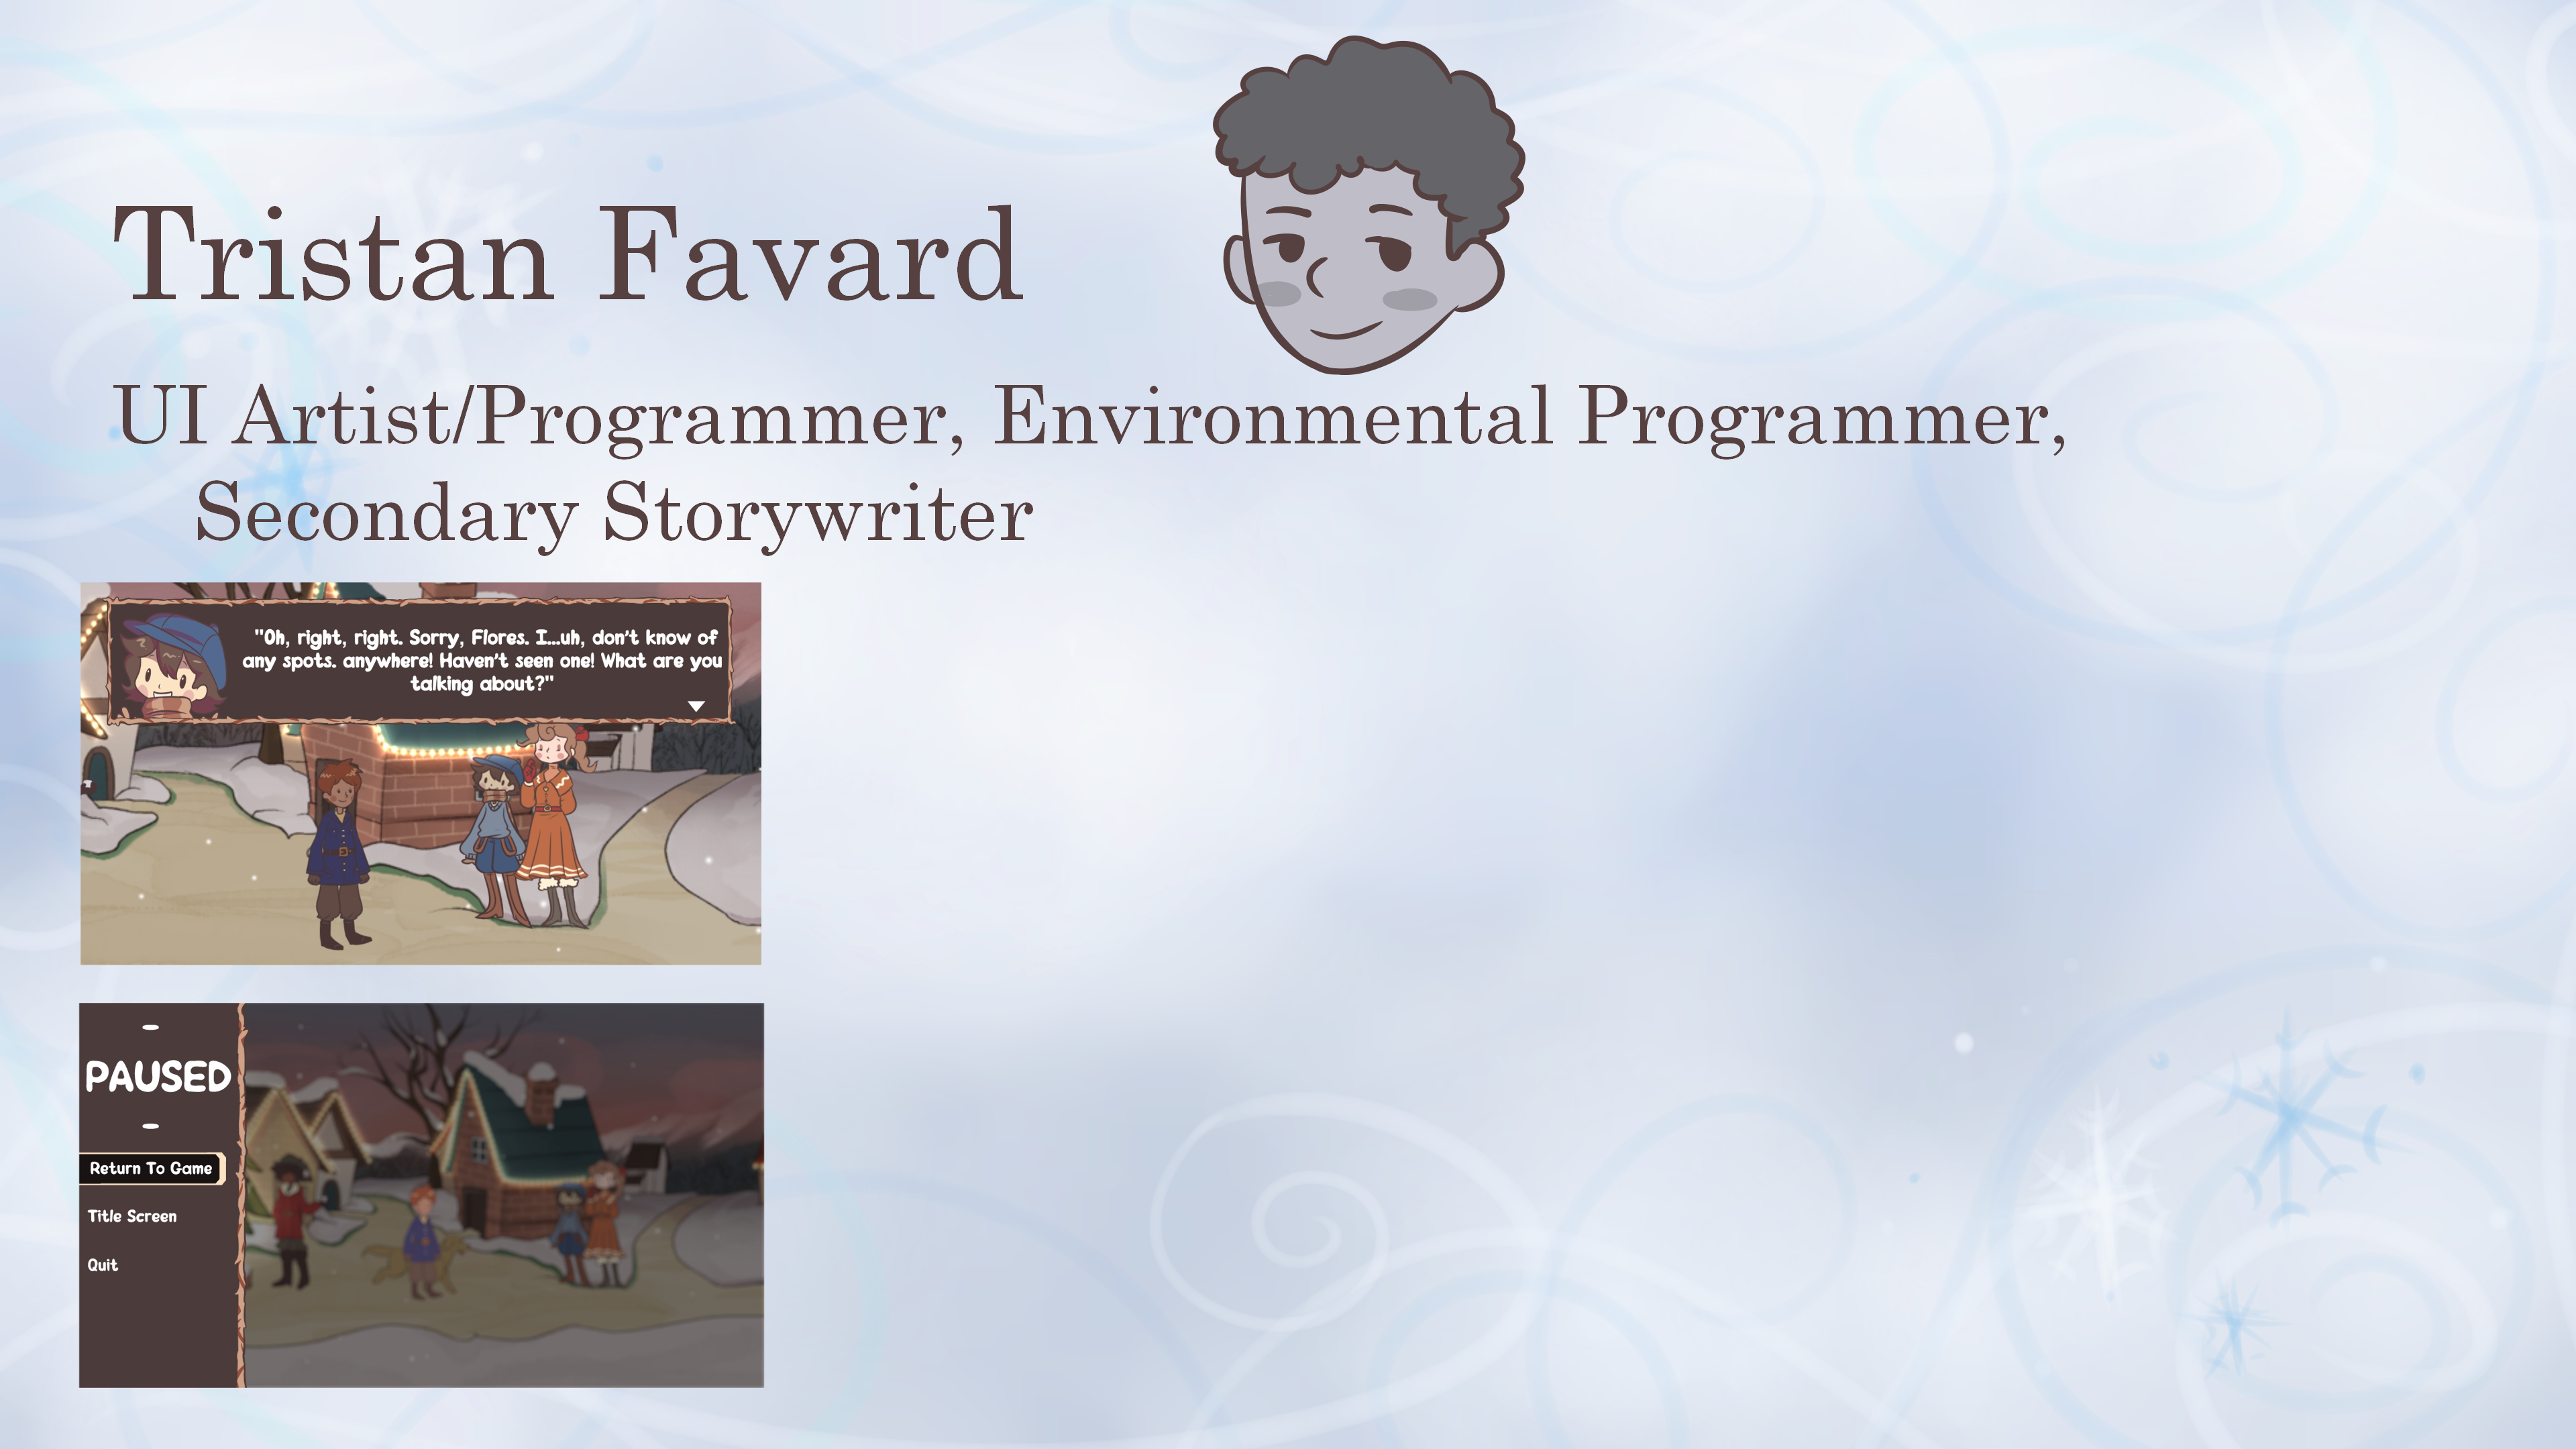 Tristan Favard
UI Artist/Programmer, Environmental Programmer,
Secondary Storywriter
"Oh, right, right. Sorry, Flores. I...uh, don't know of
any spots. anywhere! Haven't seen one! What are you
talking about?"
PAUSED
Return To Game
Title Screen
Quit